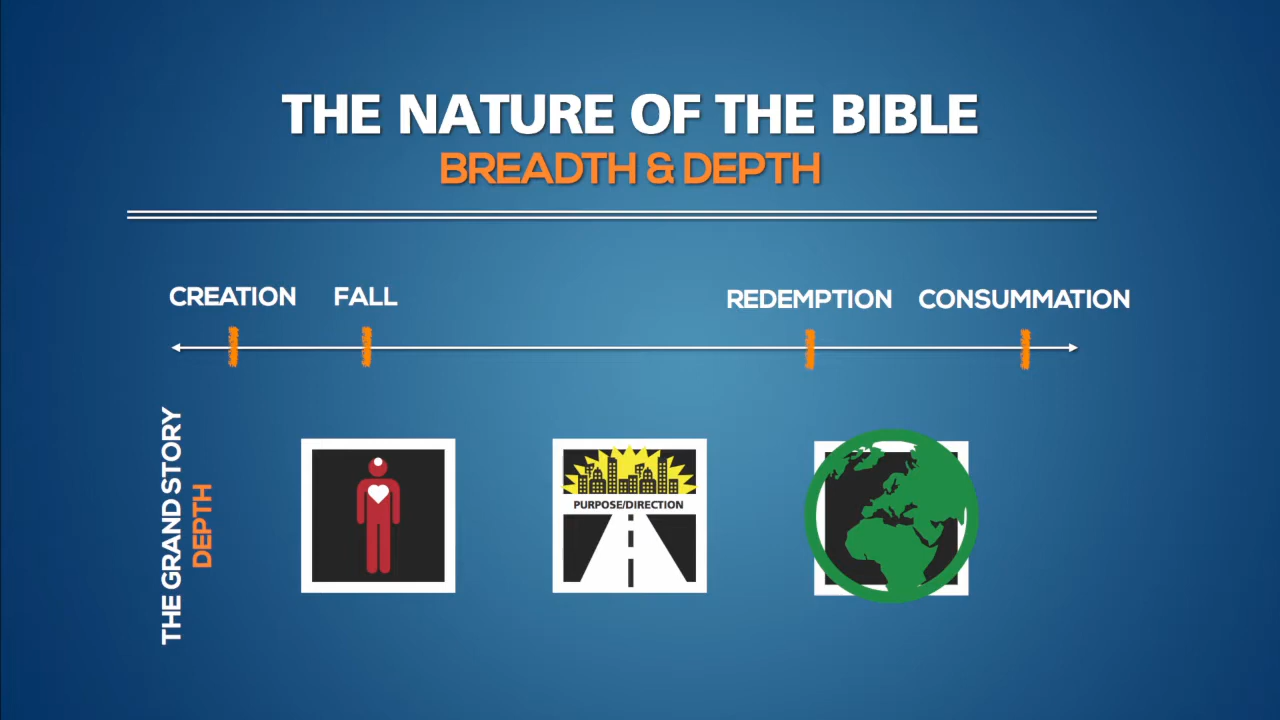 THE NATURE OF THE BIBLE
BREADTH & DEPTH
CREATION
FALL
REDEMPTION
CONSUMMATION
THE GRAND STORY
DEPTH
PURPOSE/DIRECTION